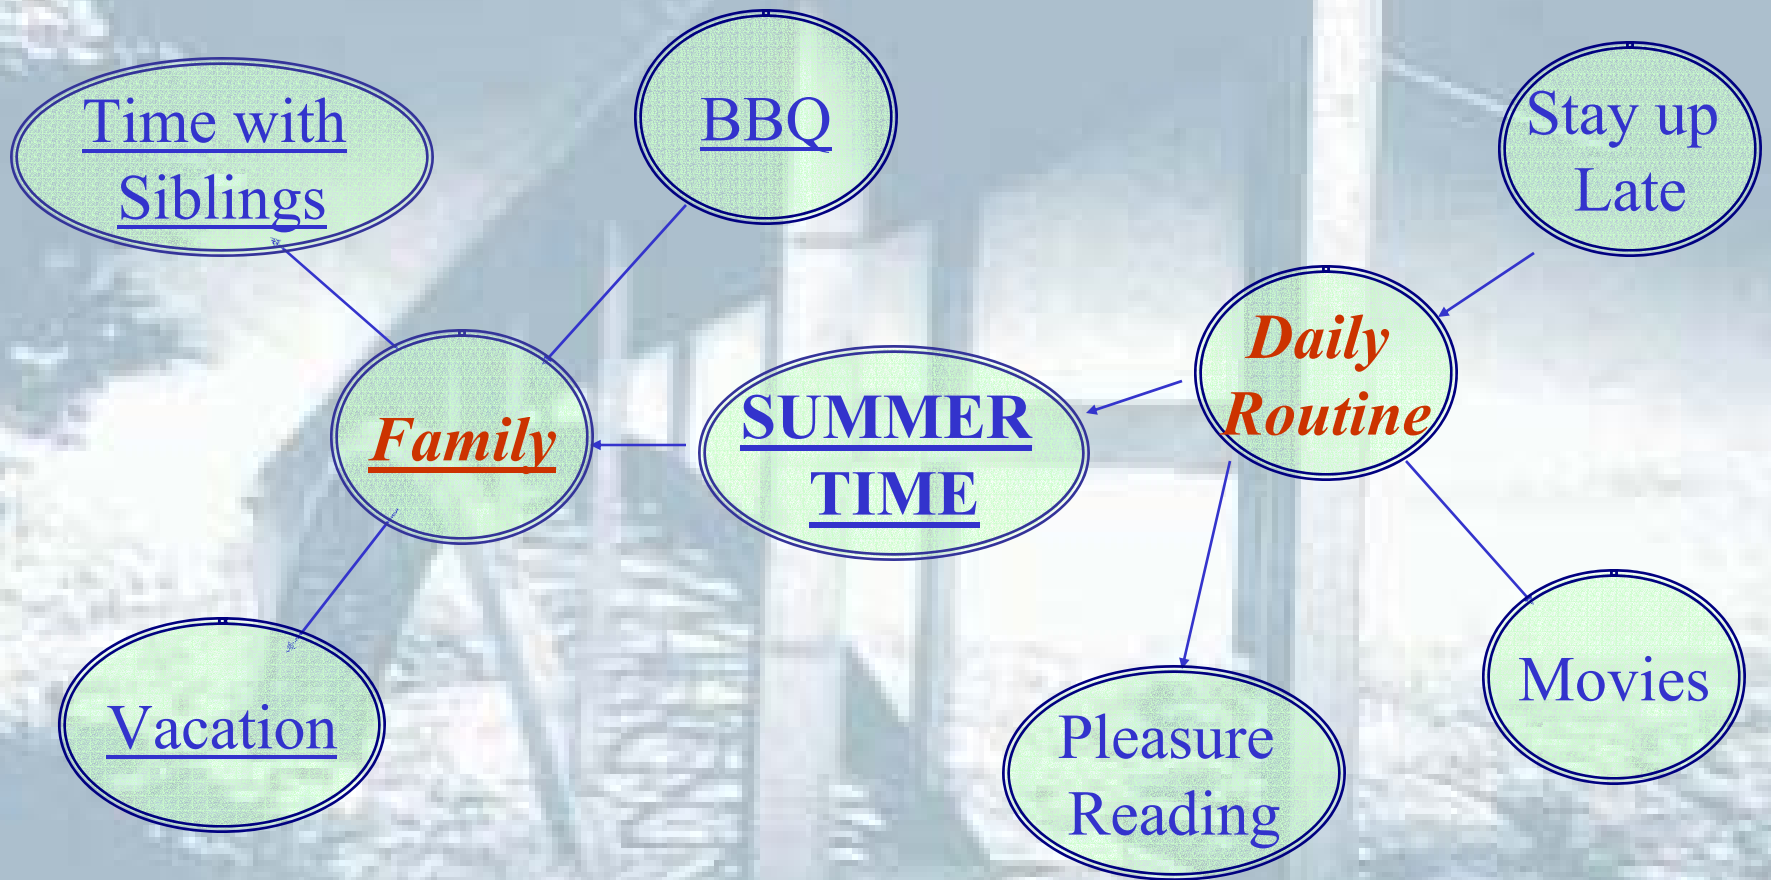 Time with
Siblings
BBQ
Stay up
Late
Family
SUMMER
TIME
Daily
Routine
Vacation
Pleasure
Reading
Movies